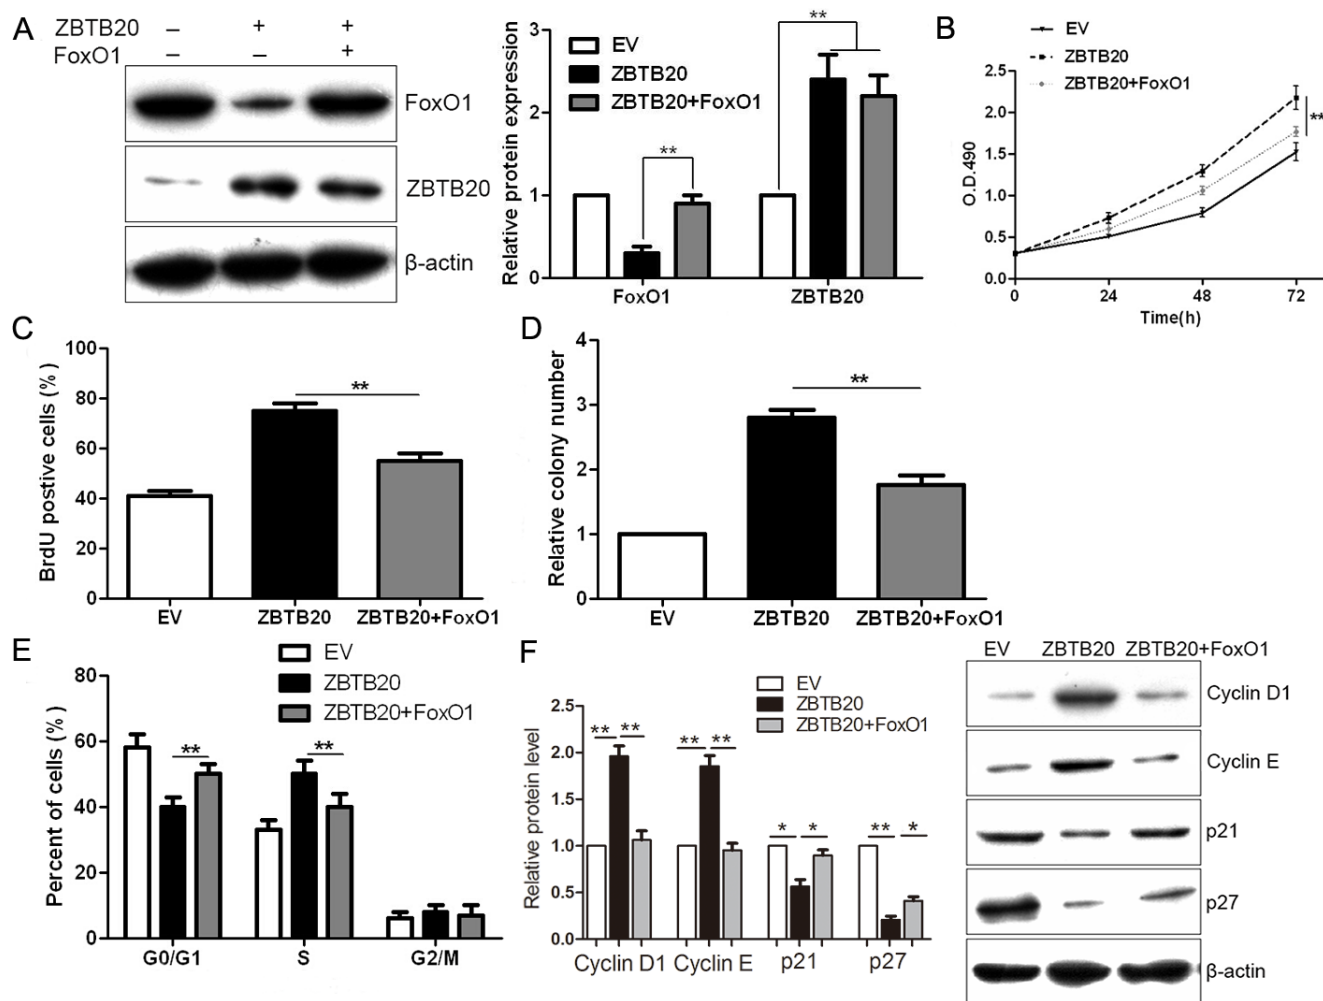 A
ZBTB20 – + +
FoxO1 – – +
FoxO1
ZBTB20
β-actin
Relative protein expression
3
2
1
0
EV
ZBTB20
ZBTB20+FoxO1
**
**
FoxO1 ZBTB20
B
EV
ZBTB20
ZBTB20+FoxO1
O.D.490
2.5
2.0
1.5
1.0
0.5
0.0
**
0 24 48 72
Time(h)
C
BrdU postive cells (%)
100
80
60
40
20
0
**
EV ZBTB20 ZBTB20+FoxO1
D
Relative colony number
4
3
2
1
0
**
EV ZBTB20 ZBTB20+FoxO1
E
EV
ZBTB20
ZBTB20+FoxO1
Percent of cells (%)
80
60
40
20
0
** **
G0/G1 S G2/M
F
EV
ZBTB20
ZBTB20+FoxO1
Relative protein level
2.5
2.0
1.5
1.0
0.5
0.0
** ** ** ** * * ** *
Cyclin D1 Cyclin E p21 p27
EV ZBTB20 ZBTB20+FoxO1
Cyclin D1
Cyclin E
p21
p27
β-actin